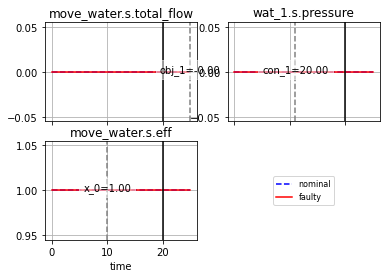 move_water.s.total_flow
wat_1.s.pressure
0.05
0.00
−0.05
obj_1=-0.00
0.05
0.00
−0.05
con_1=20.00
move_water.s.eff
1.05
1.00
0.95
x_0=1.00
0
10
20
time
nominal
faulty